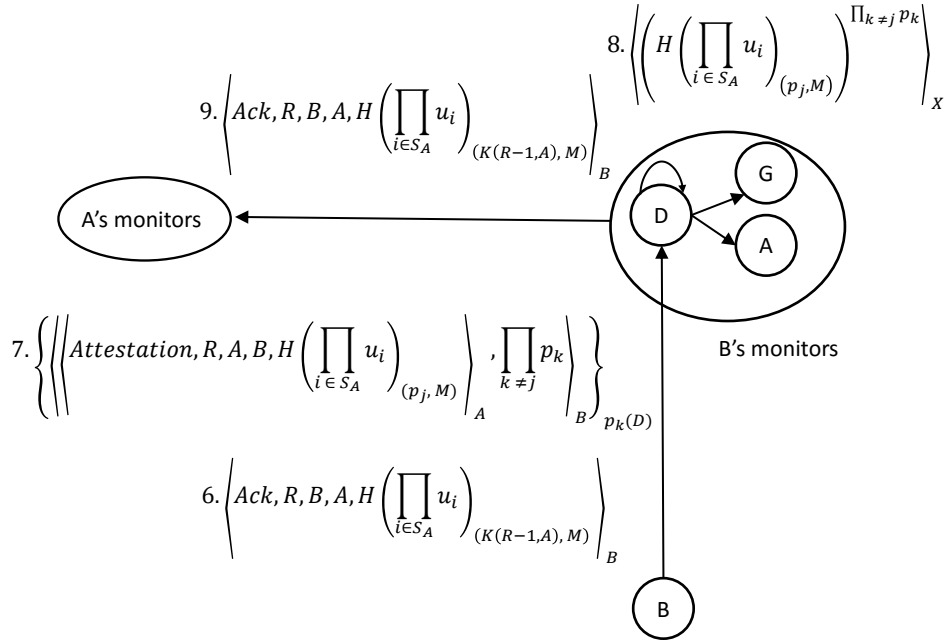 8. ⟨(H(∏_{i ∈ S_A} u_i)_{(p_j,M)})^{∏_{k≠j} p_k}⟩_X
9. ⟨Ack, R, B, A, H(∏_{i∈S_A} u_i)_{(K(R−1,A), M)}⟩_B
G
D
A's monitors
A
7. {⟨⟨Attestation, R, A, B, H(∏_{i ∈ S_A} u_i)_{(p_j, M)}⟩_A, ∏_{k ≠j} p_k⟩_B}_{p_k(D)}
B's monitors
6. ⟨Ack, R, B, A, H(∏_{i∈S_A} u_i)_{(K(R−1,A), M)}⟩_B
B